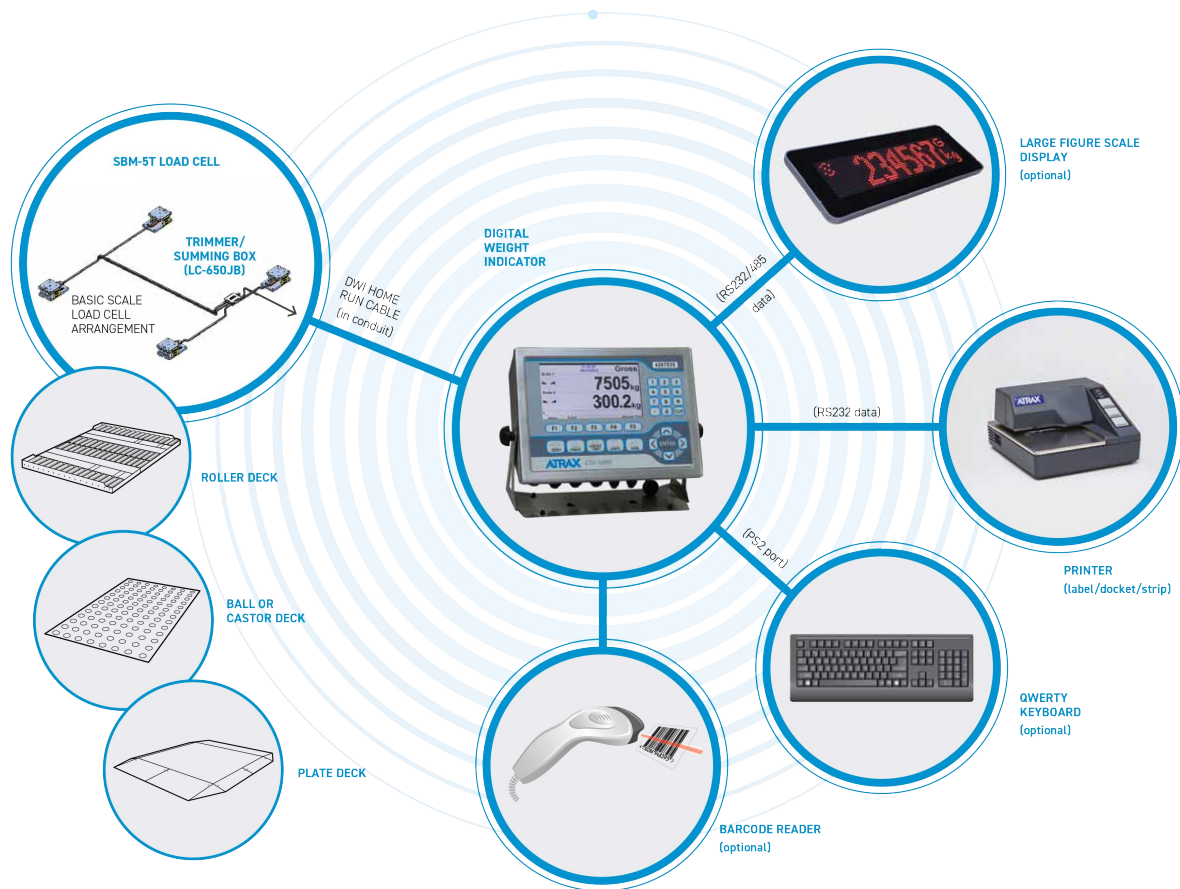 SBM-5T LOAD CELL
TRIMMER/
SUMMING BOX
(LC-650JB)
BASIC SCALE
LOAD CELL
ARRANGEMENT
DWI HOME
RUN CABLE
(in conduit)
ROLLER DECK
BALL OR
CASTOR DECK
PLATE DECK
DIGITAL
WEIGHT
INDICATOR
Gross
7505kg
300.2kg
F1 F2 F3 F4 F5
ENTER
ATRAX
(RS232/485
data)
234567
kg
LARGE FIGURE SCALE
DISPLAY
(optional)
(RS232 data)
ATRAX
PRINTER
(label/docket/strip)
(PS2 port)
QWERTY
KEYBOARD
(optional)
BARCODE READER
(optional)